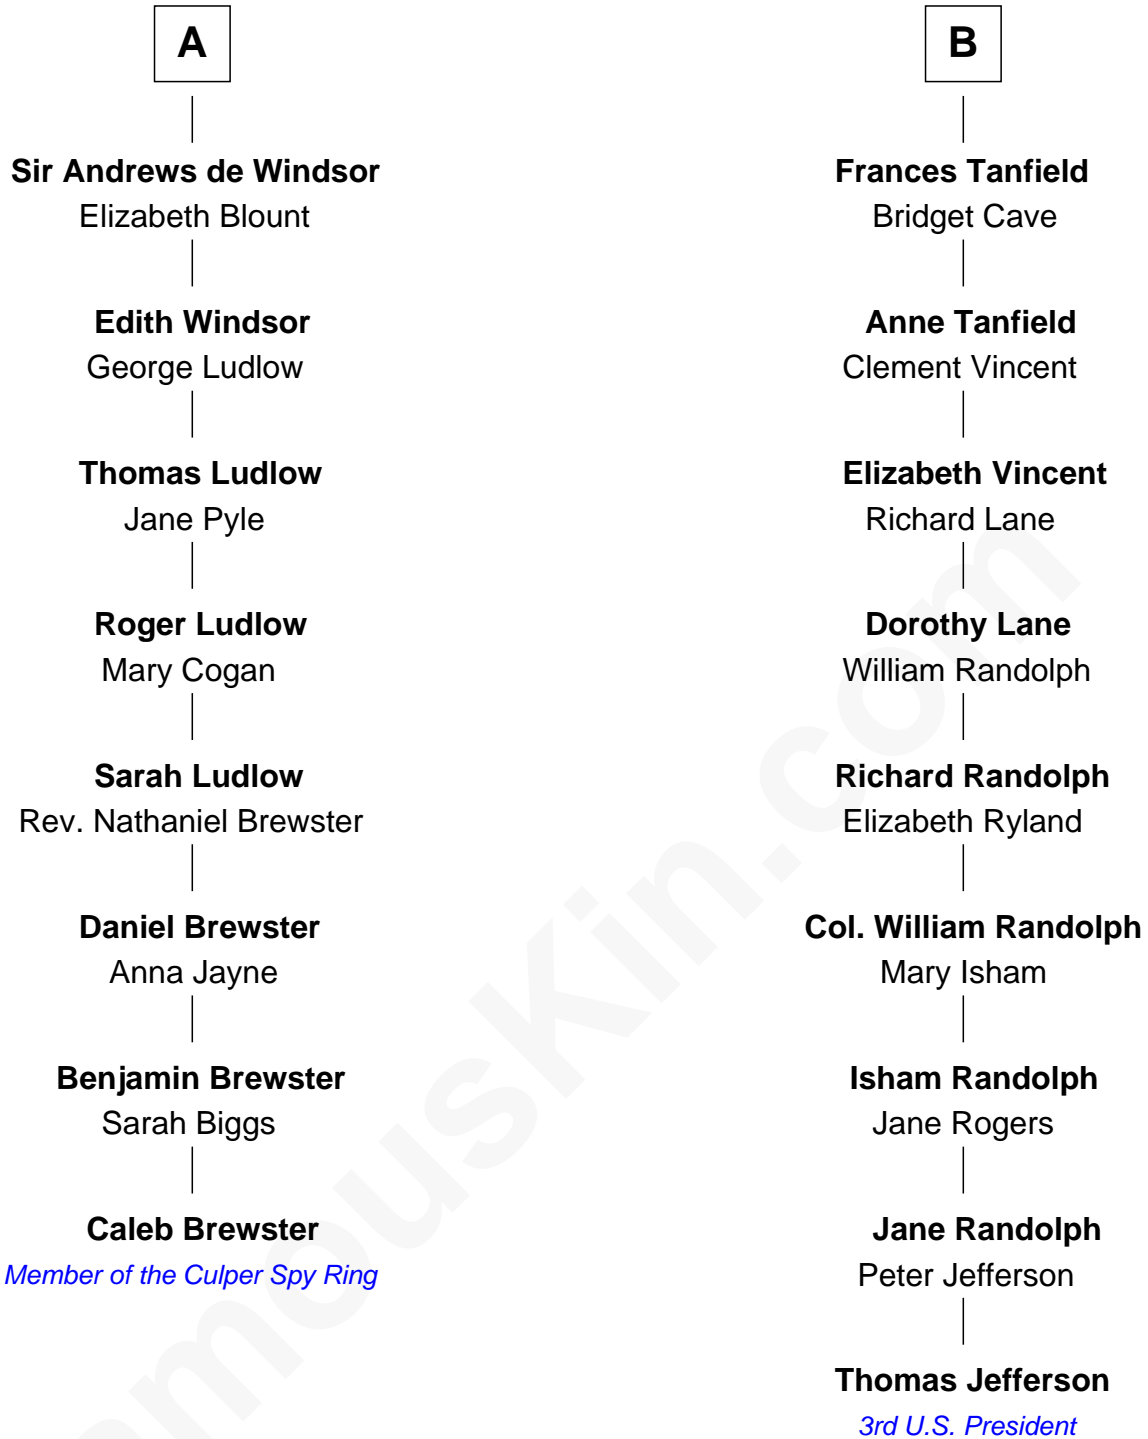 A
Sir Andrews de Windsor
Elizabeth Blount
Edith Windsor
George Ludlow
Thomas Ludlow
Jane Pyle
Roger Ludlow
Mary Cogan
Sarah Ludlow
Rev. Nathaniel Brewster
Daniel Brewster
Anna Jayne
Benjamin Brewster
Sarah Biggs
Caleb Brewster
Member of the Culper Spy Ring
B
Frances Tanfield
Bridget Cave
Anne Tanfield
Clement Vincent
Elizabeth Vincent
Richard Lane
Dorothy Lane
William Randolph
Richard Randolph
Elizabeth Ryland
Col. William Randolph
Mary Isham
Isham Randolph
Jane Rogers
Jane Randolph
Peter Jefferson
Thomas Jefferson
3rd U.S. President
amouskin.com